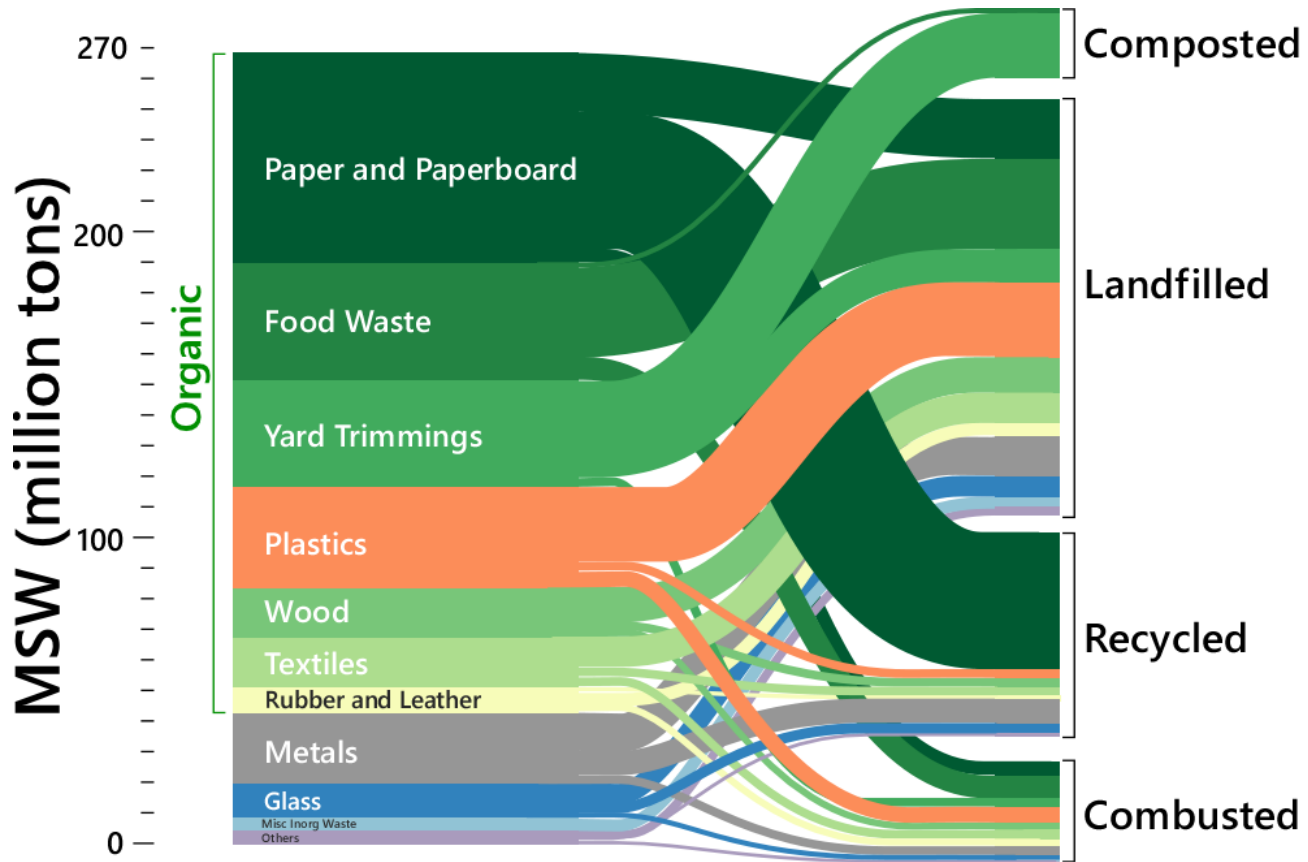 MSW (million tons)
270
200
100
0
Organic
Paper and Paperboard
Food Waste
Yard Trimmings
Plastics
Wood
Textiles
Rubber and Leather
Metals
Glass
Misc Inorg Waste
Others
Composted
Landfilled
Recycled
Combusted